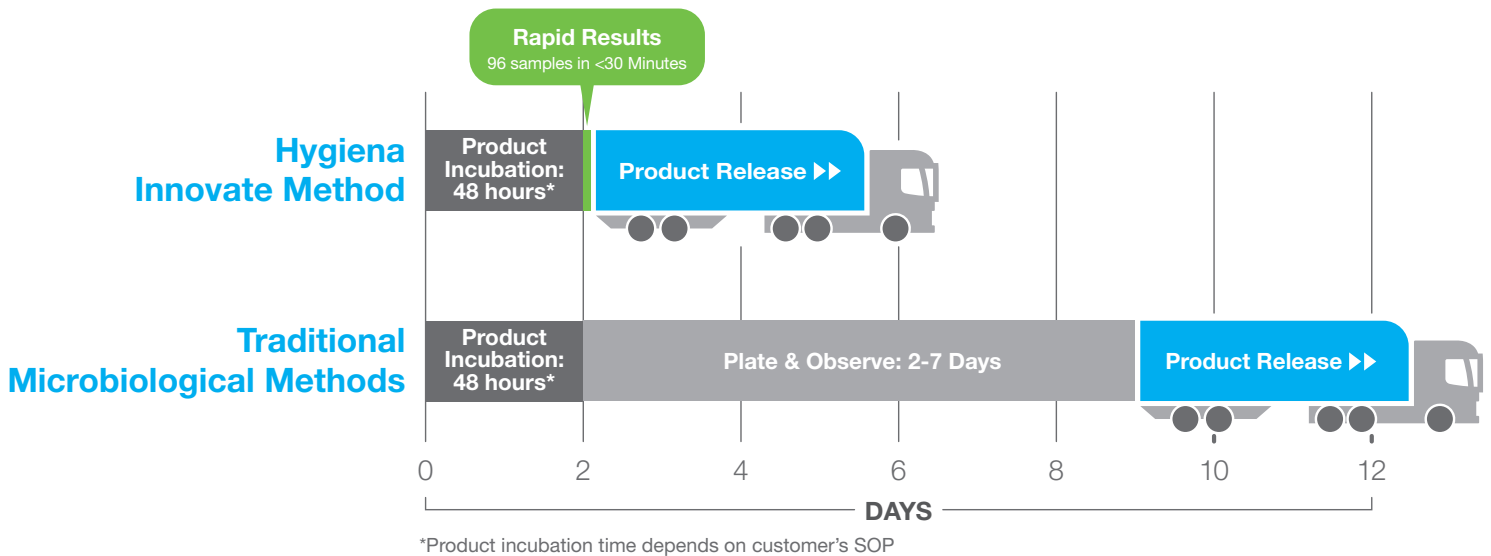 Rapid Results
96 samples in <30 Minutes
Hygiena
Innovate Method
Product
Incubation:
48 hours*
Product Release
Traditional
Microbiological Methods
Product
Incubation:
48 hours*
Plate & Observe: 2-7 Days
Product Release
0 2 4 6 8 10 12
DAYS
*Product incubation time depends on customer's SOP